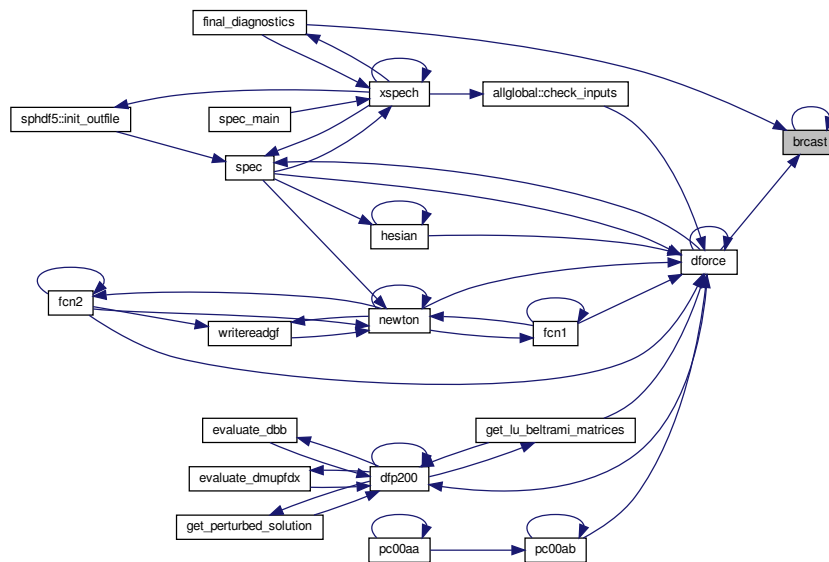 final_diagnostics
xspech
allglobal::check_inputs
sphdf5::init_outfile
spec_main
brcast
spec
hesian
dforce
fcn2
newton
writereadgf
fcn1
evaluate_dbb
get_lu_beltrami_matrices
evaluate_dmupfdx
dfp200
get_perturbed_solution
pc00aa
pc00ab